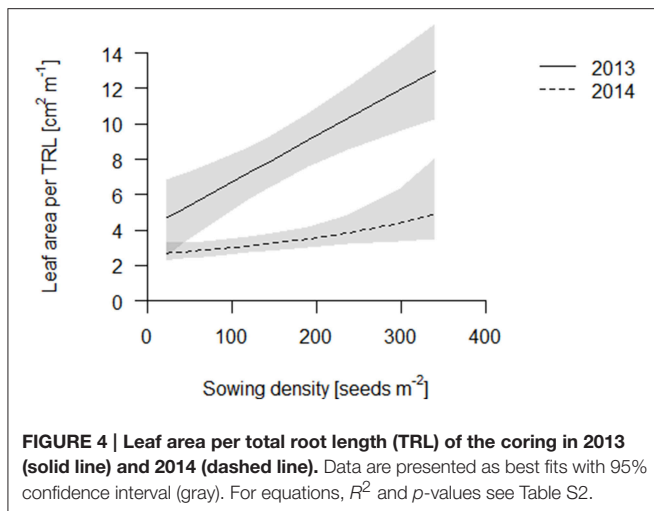 14
12
10
8
6
4
2
0
Leaf area per TRL [cm² m⁻¹]
2013
2014
0 100 200 300 400
Sowing density [seeds m⁻²]
FIGURE 4 | Leaf area per total root length (TRL) of the coring in 2013
(solid line) and 2014 (dashed line). Data are presented as best fits with 95%
confidence interval (gray). For equations, R² and p-values see Table S2.